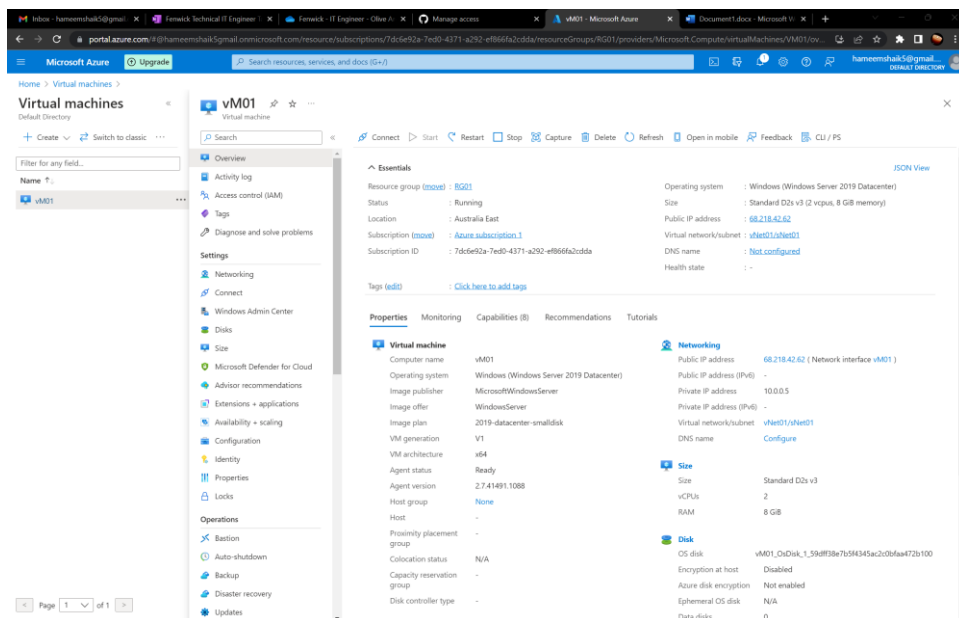 Inbox - hameemshaik5@gmail
Fenwick Technical IT Engineer T
Fenwick - IT Engineer - Olive A
Manage access
vM01 - Microsoft Azure
Document1.docx - Microsoft W
portal.azure.com/#@hameemshaik5gmail.onmicrosoft.com/resource/subscriptions/7dc6e92a-7ed0-4371-a292-ef866fa2cdda/resourceGroups/RG01/providers/Microsoft.Compute/virtualMachines/VM01/ov...
Microsoft Azure
Upgrade
Search resources, services, and docs (G+/)
1
hameemshaik5@gmail....
DEFAULT DIRECTORY
Home > Virtual machines >
Virtual machines
Default Directory
+ Create
Switch to classic
...
Filter for any field...
Name ↑
vM01
...
Page 1 of 1
vM01
Virtual machine
Search
Overview
Activity log
Access control (IAM)
Tags
Diagnose and solve problems
Settings
Networking
Connect
Windows Admin Center
Disks
Size
Microsoft Defender for Cloud
Advisor recommendations
Extensions + applications
Availability + scaling
Configuration
Identity
Properties
Locks
Operations
Bastion
Auto-shutdown
Backup
Disaster recovery
Updates
Connect Start Restart Stop Capture Delete Refresh Open in mobile Feedback CLI / PS
Essentials
JSON View
Resource group (move) : RG01
Status : Running
Location : Australia East
Subscription (move) : Azure subscription 1
Subscription ID : 7dc6e92a-7ed0-4371-a292-ef866fa2cdda
Operating system : Windows (Windows Server 2019 Datacenter)
Size : Standard D2s v3 (2 vcpus, 8 GiB memory)
Public IP address : 68.218.42.62
Virtual network/subnet : vNet01/sNet01
DNS name : Not configured
Health state : -
Tags (edit) : Click here to add tags
Properties Monitoring Capabilities (8) Recommendations Tutorials
Virtual machine
Computer name vM01
Operating system Windows (Windows Server 2019 Datacenter)
Image publisher MicrosoftWindowsServer
Image offer WindowsServer
Image plan 2019-datacenter-smalldisk
VM generation V1
VM architecture x64
Agent status Ready
Agent version 2.7.41491.1088
Host group None
Host -
Proximity placement group -
Colocation status N/A
Capacity reservation group -
Disk controller type -
Networking
Public IP address 68.218.42.62 ( Network interface vM01 )
Public IP address (IPv6) -
Private IP address 10.0.0.5
Private IP address (IPv6) -
Virtual network/subnet vNet01/sNet01
DNS name Configure
Size
Size Standard D2s v3
vCPUs 2
RAM 8 GiB
Disk
OS disk vM01_OsDisk_1_59dff38e7b5f4345ac2c0bfaa472b100
Encryption at host Disabled
Azure disk encryption Not enabled
Ephemeral OS disk N/A
Data disks 0